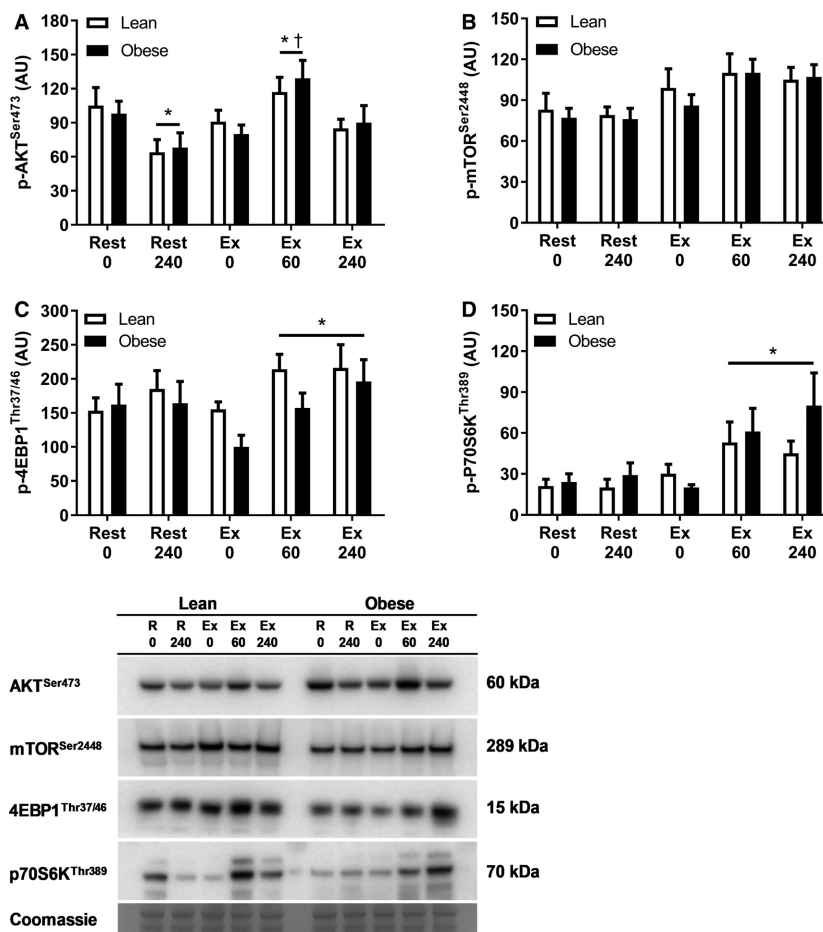 A
Lean
Obese
p-AKT^Ser473 (AU)
180
150
120
90
60
30
0
*
* †
Rest 0
Rest 240
Ex 0
Ex 60
Ex 240
B
Lean
Obese
p-mTOR^Ser2448 (AU)
150
120
90
60
30
0
Rest 0
Rest 240
Ex 0
Ex 60
Ex 240
C
Lean
Obese
p-4EBP1^Thr37/46 (AU)
300
250
200
150
100
50
0
*
Rest 0
Rest 240
Ex 0
Ex 60
Ex 240
D
Lean
Obese
p-P70S6K^Thr389 (AU)
150
120
90
60
30
0
*
Rest 0
Rest 240
Ex 0
Ex 60
Ex 240
Lean Obese
R R Ex Ex Ex R R Ex Ex Ex
0 240 0 60 240 0 240 0 60 240
AKT^Ser473 60 kDa
mTOR^Ser2448 289 kDa
4EBP1^Thr37/46 15 kDa
p70S6K^Thr389 70 kDa
Coomassie